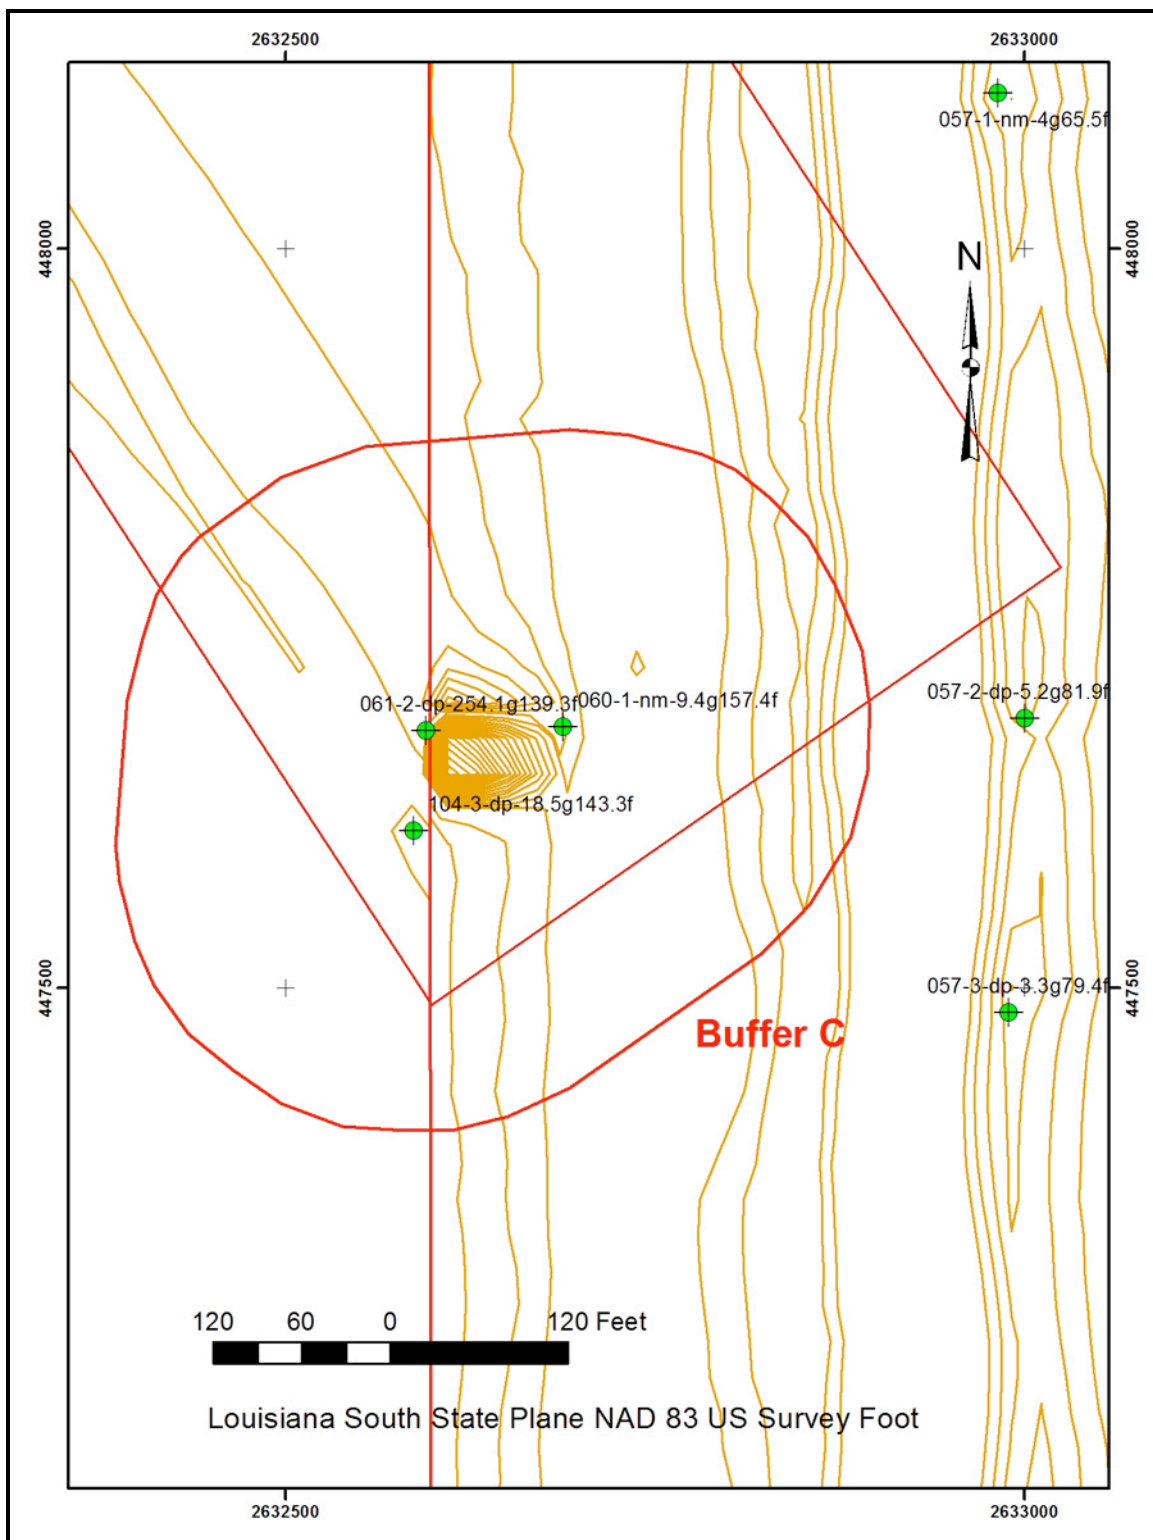 2632500 2633000
057-1-nm-4g65.5f
448000 448000
N
061-2-dp-254.1g139.3f 060-1-nm-9.4g157.4f 057-2-dp-5.2g81.9f
104-3-dp-18.5g143.3f
447500 057-3-dp-3.3g79.4f 447500
Buffer C
120 60 0 120 Feet
Louisiana South State Plane NAD 83 US Survey Foot
2632500 2633000